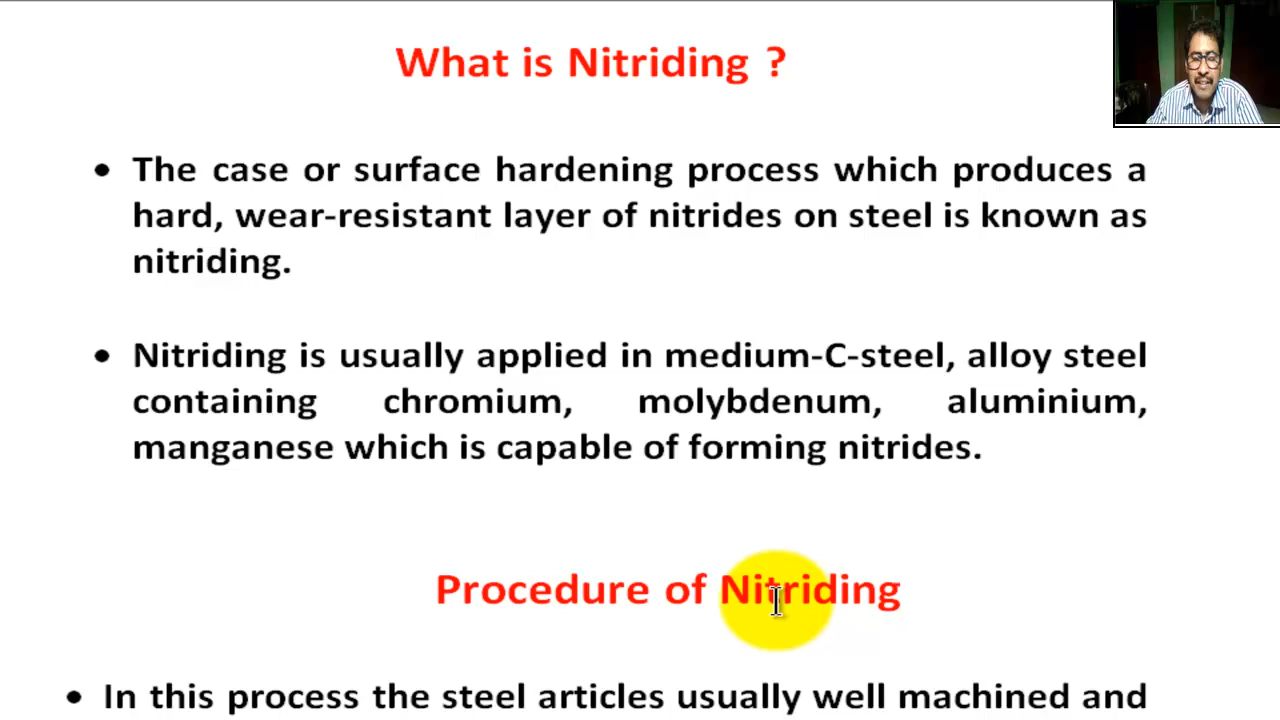 What is Nitriding ?
• The case or surface hardening process which produces a
hard, wear-resistant layer of nitrides on steel is known as
nitriding.
• Nitriding is usually applied in medium-C-steel, alloy steel
containing chromium, molybdenum, aluminium,
manganese which is capable of forming nitrides.
Procedure of Nitriding
• In this process the steel articles usually well machined and